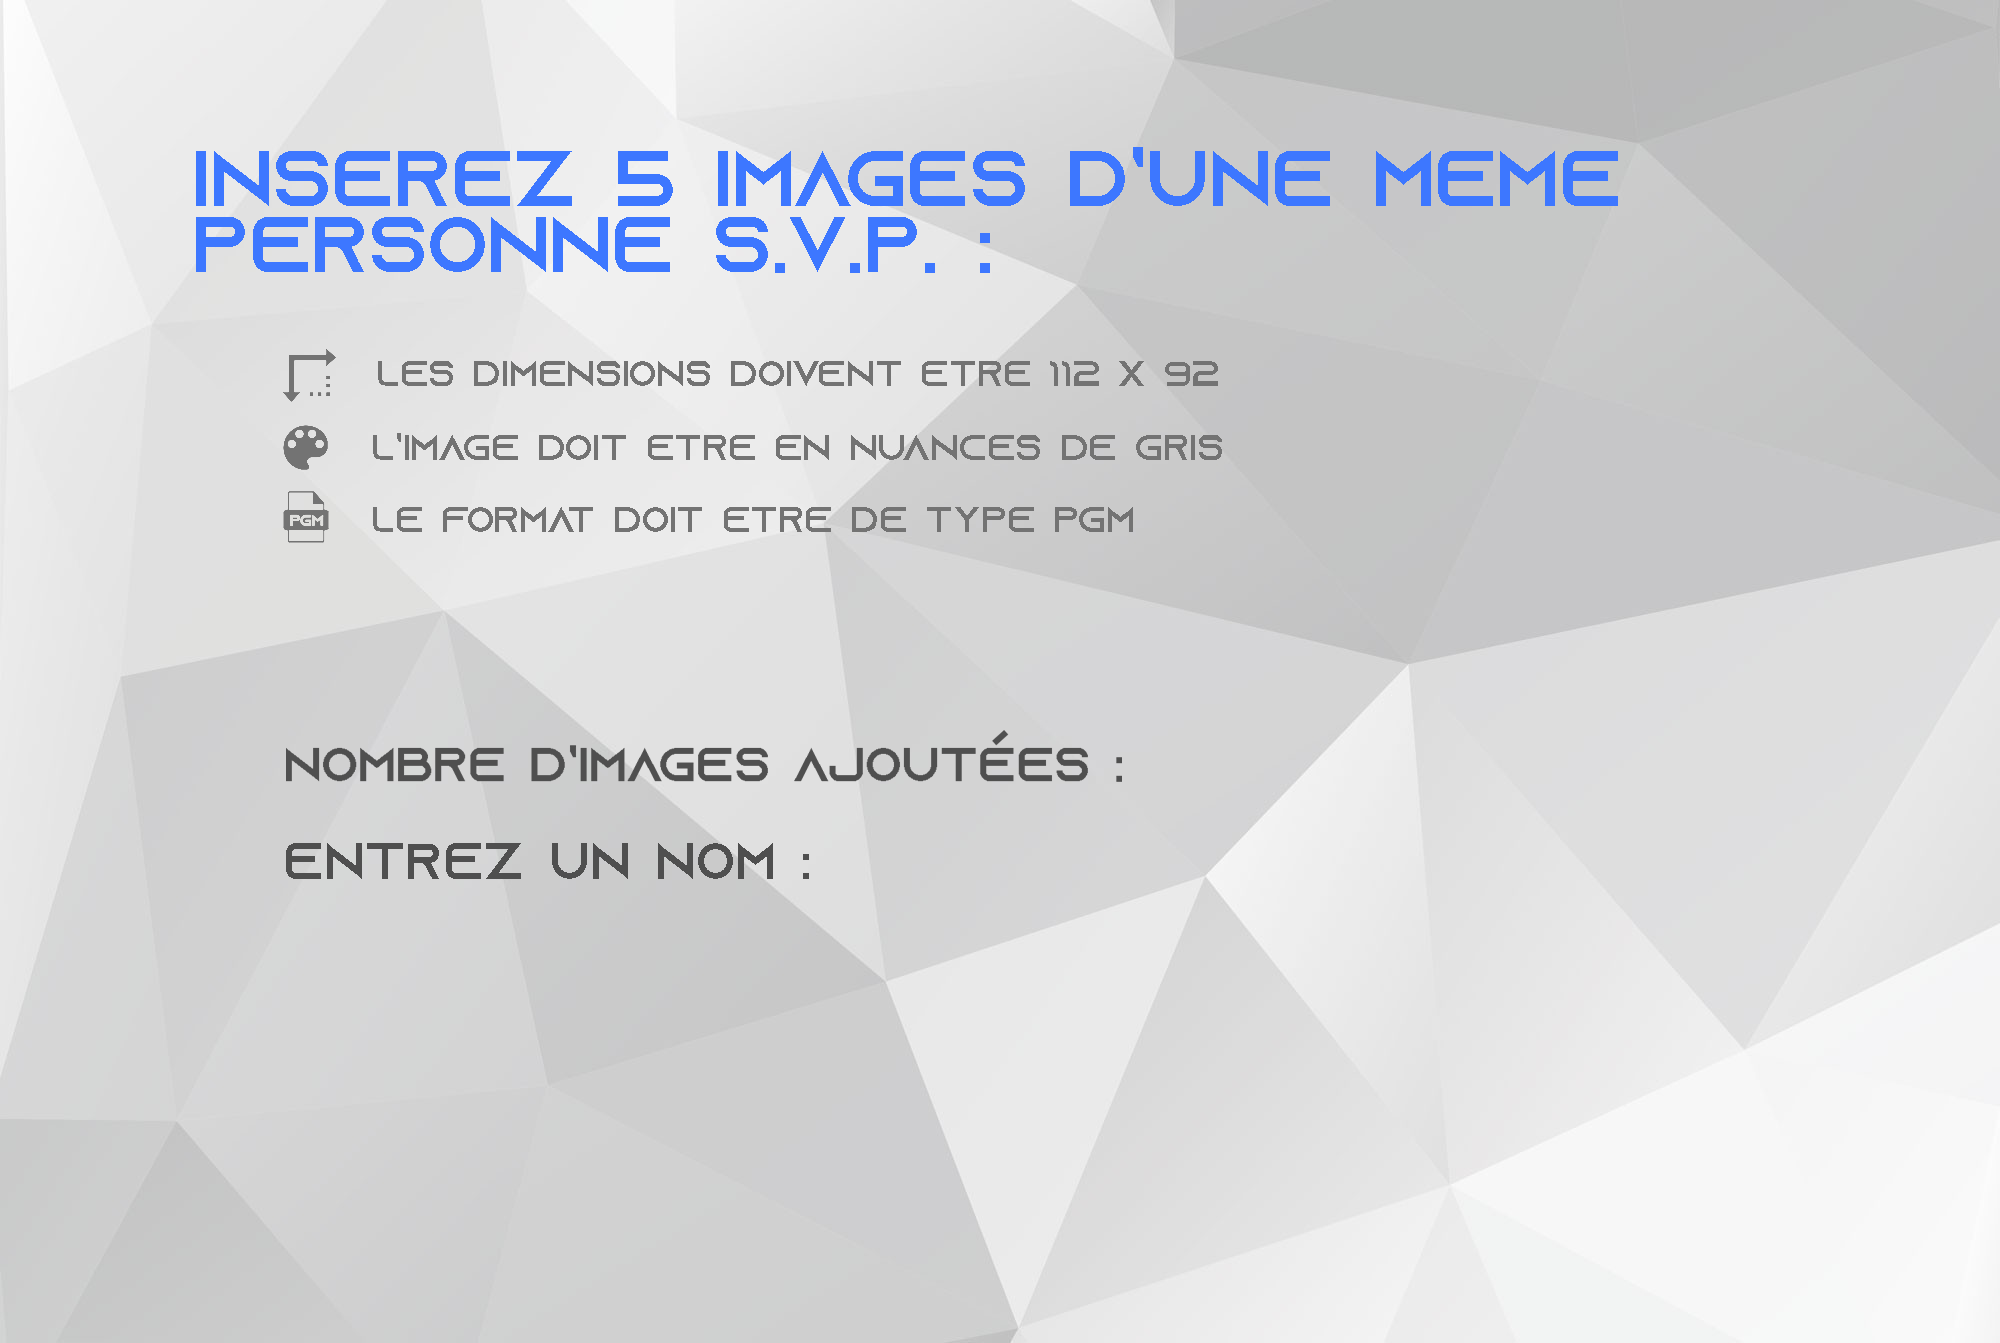 INSEREZ 5 IMAGES D'UNE MEME
PERSONNE S.V.P. :
LES DIMENSIONS DOIVENT ETRE 112 X 92
L'IMAGE DOIT ETRE EN NUANCES DE GRIS
PGM
LE FORMAT DOIT ETRE DE TYPE PGM
NOMBRE D'IMAGES AJOUTÉES :
ENTREZ UN NOM :